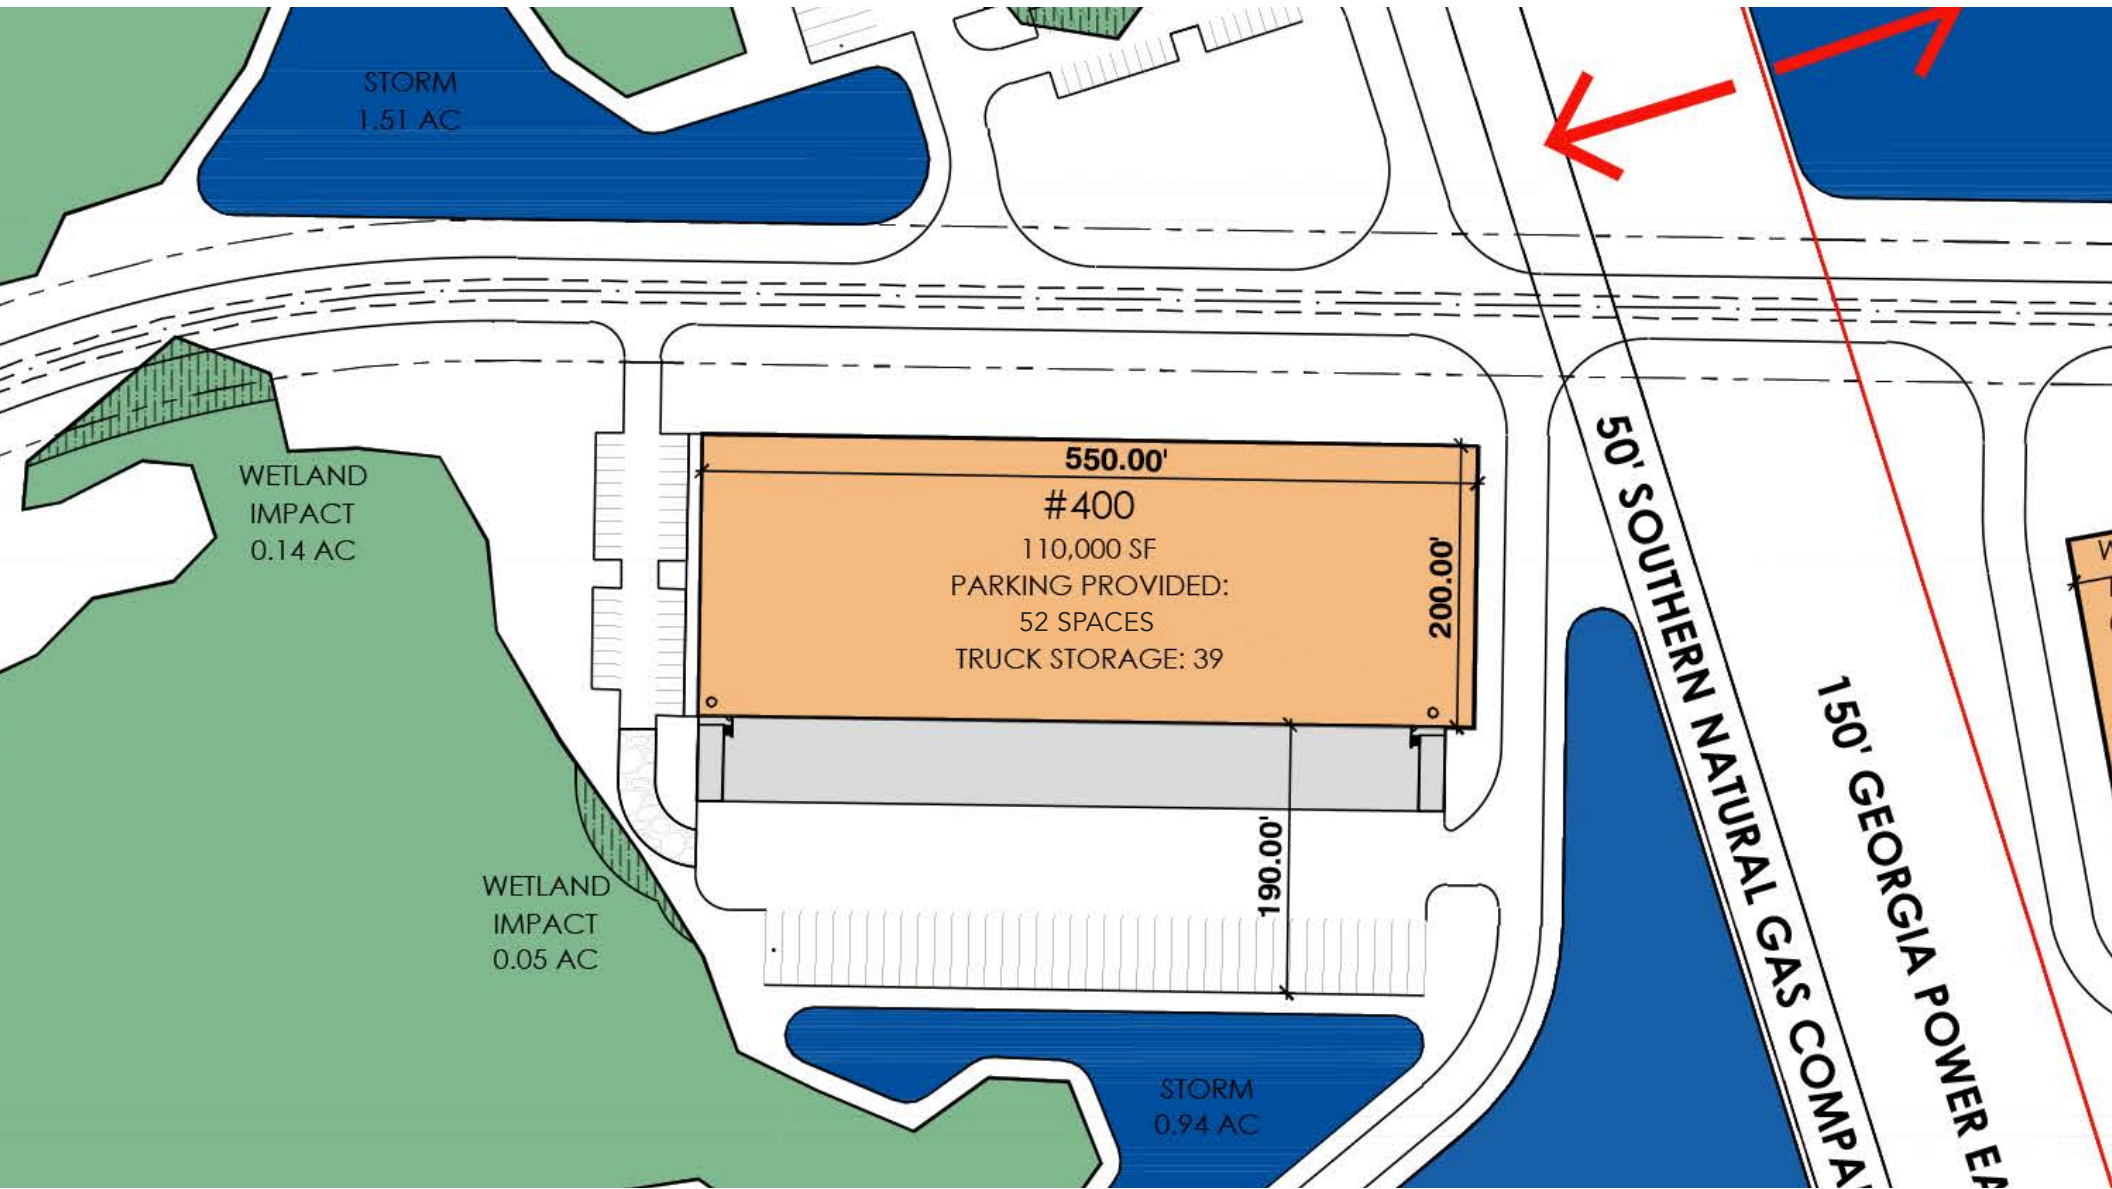 STORM
1.51 AC
WETLAND
IMPACT
0.14 AC
550.00'
#400
110,000 SF
PARKING PROVIDED:
52 SPACES
TRUCK STORAGE: 39
200.00'
190.00'
WETLAND
IMPACT
0.05 AC
STORM
0.94 AC
50' SOUTHERN NATURAL GAS COMPA
150' GEORGIA POWER EA